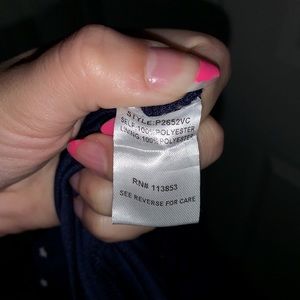 STYLE:P2652VC
SELF:100%POLYESTER
LINING:100%POLYESTER
RN# 113853
SEE REVERSE FOR CARE